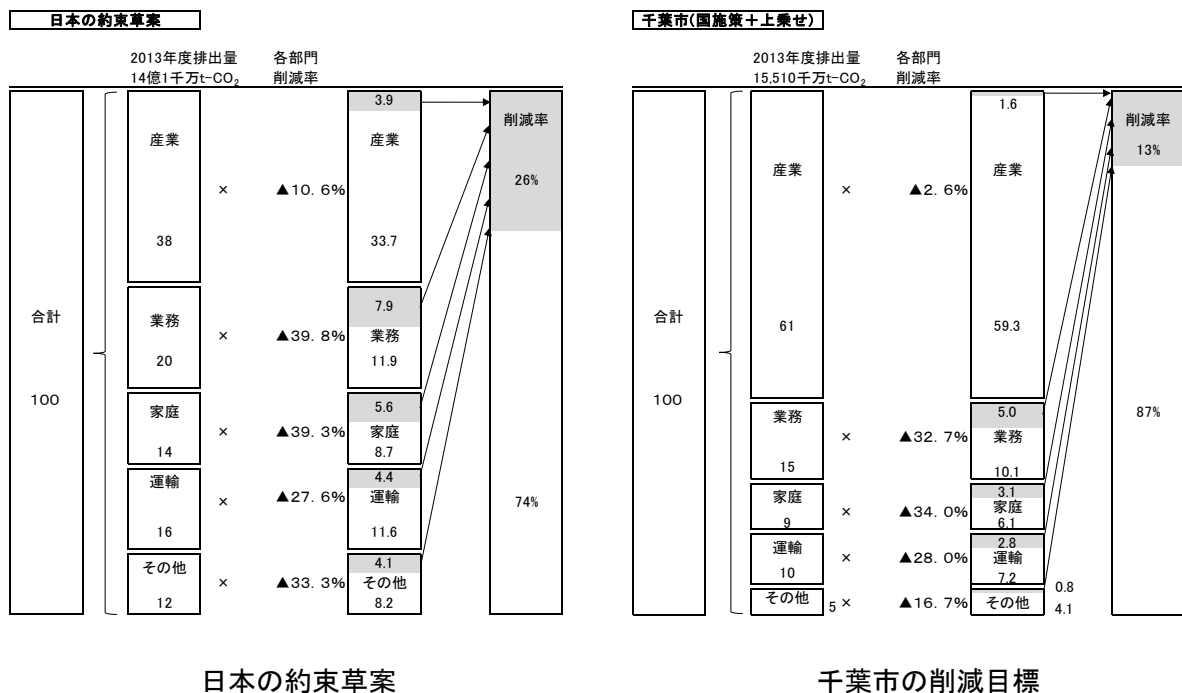 日本の約束草案
2013年度排出量 各部門
14億1千万t-CO₂ 削減率
合計
100
産業
38
× ▲10.6%
3.9
産業
33.7
業務
20
× ▲39.8%
7.9
業務
11.9
家庭
14
× ▲39.3%
5.6
家庭
8.7
運輸
16
× ▲27.6%
4.4
運輸
11.6
その他
12
× ▲33.3%
4.1
その他
8.2
削減率
26%
74%
日本の約束草案
千葉市(国施策+上乗せ)
2013年度排出量 各部門
15,510千万t-CO₂ 削減率
合計
100
産業
61
× ▲2.6%
1.6
産業
59.3
業務
15
× ▲32.7%
5.0
業務
10.1
家庭
9
× ▲34.0%
3.1
家庭
6.1
運輸
10
× ▲28.0%
2.8
運輸
7.2
その他 5
× ▲16.7%
その他
0.8
4.1
削減率
13%
87%
千葉市の削減目標